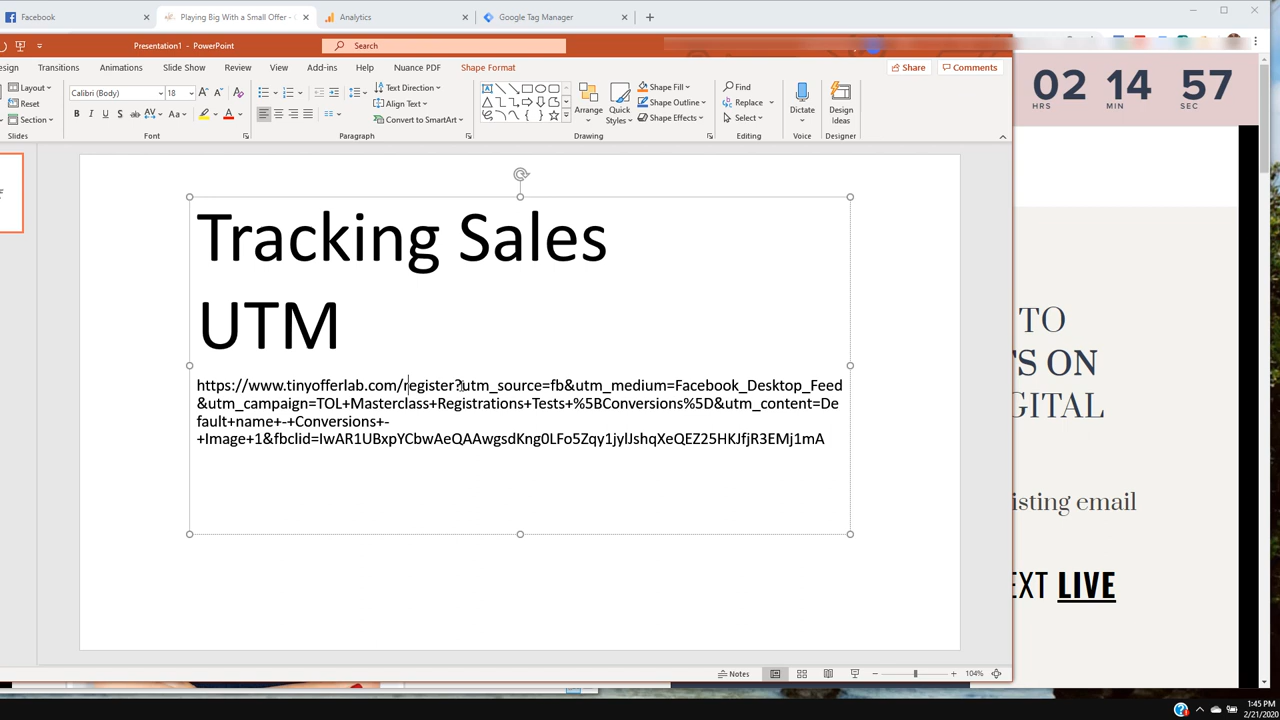 Facebook
Playing Big With a Small Offer -
Analytics
Google Tag Manager
Presentation1 - PowerPoint
Search
esign
Transitions
Animations
Slide Show
Review
View
Add-ins
Help
Nuance PDF
Shape Format
Share
Comments
Layout
Reset
Section
Slides
Calibri (Body)
18
Font
Text Direction
Align Text
Convert to SmartArt
Paragraph
Arrange
Quick Styles
Shape Fill
Shape Outline
Shape Effects
Drawing
Find
Replace
Select
Editing
Dictate
Voice
Design Ideas
Designer
02 14 57
HRS MIN SEC
Tracking Sales
UTM
https://www.tinyofferlab.com/register?utm_source=fb&utm_medium=Facebook_Desktop_Feed
&utm_campaign=TOL+Masterclass+Registrations+Tests+%5BConversions%5D&utm_content=De
fault+name+-+Conversions+-
+Image+1&fbclid=IwAR1UBxpYCbwAeQAAwgsdKng0LFo5Zqy1jylJshqXeQEZ25HKJfjR3EMj1mA
TO
TS ON
GITAL
isting email
EXT LIVE
Notes
104%
1:45 PM
2/21/2020